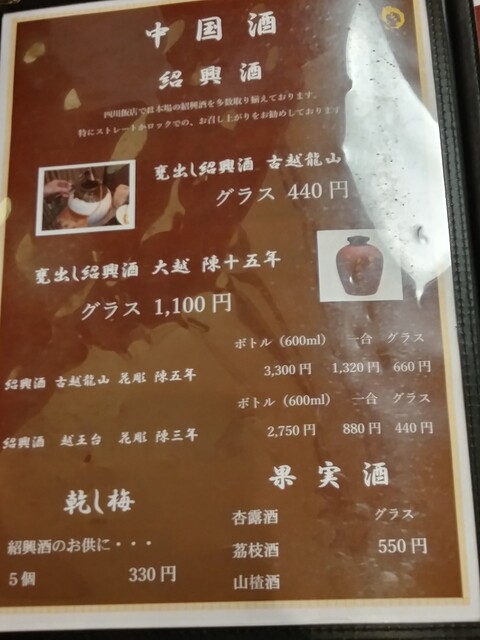 中国酒
紹興酒
四川飯店では本場の紹興酒を多数取り揃えております。
特にストレートかロックでの、お召し上がりをお勧めしております
甕出し紹興酒 古越龍山
グラス 440円
甕出し紹興酒 大越 陳十五年
グラス 1,100円
ボトル（600ml） 一合 グラス
紹興酒 古越龍山 花彫 陳五年 3,300円 1,320円 660円
ボトル（600ml） 一合 グラス
紹興酒 越王台 花彫 陳三年 2,750円 880円 440円
乾し梅
紹興酒のお供に・・・
5個 330円
果実酒
杏露酒 グラス
茘枝酒 550円
山楂酒